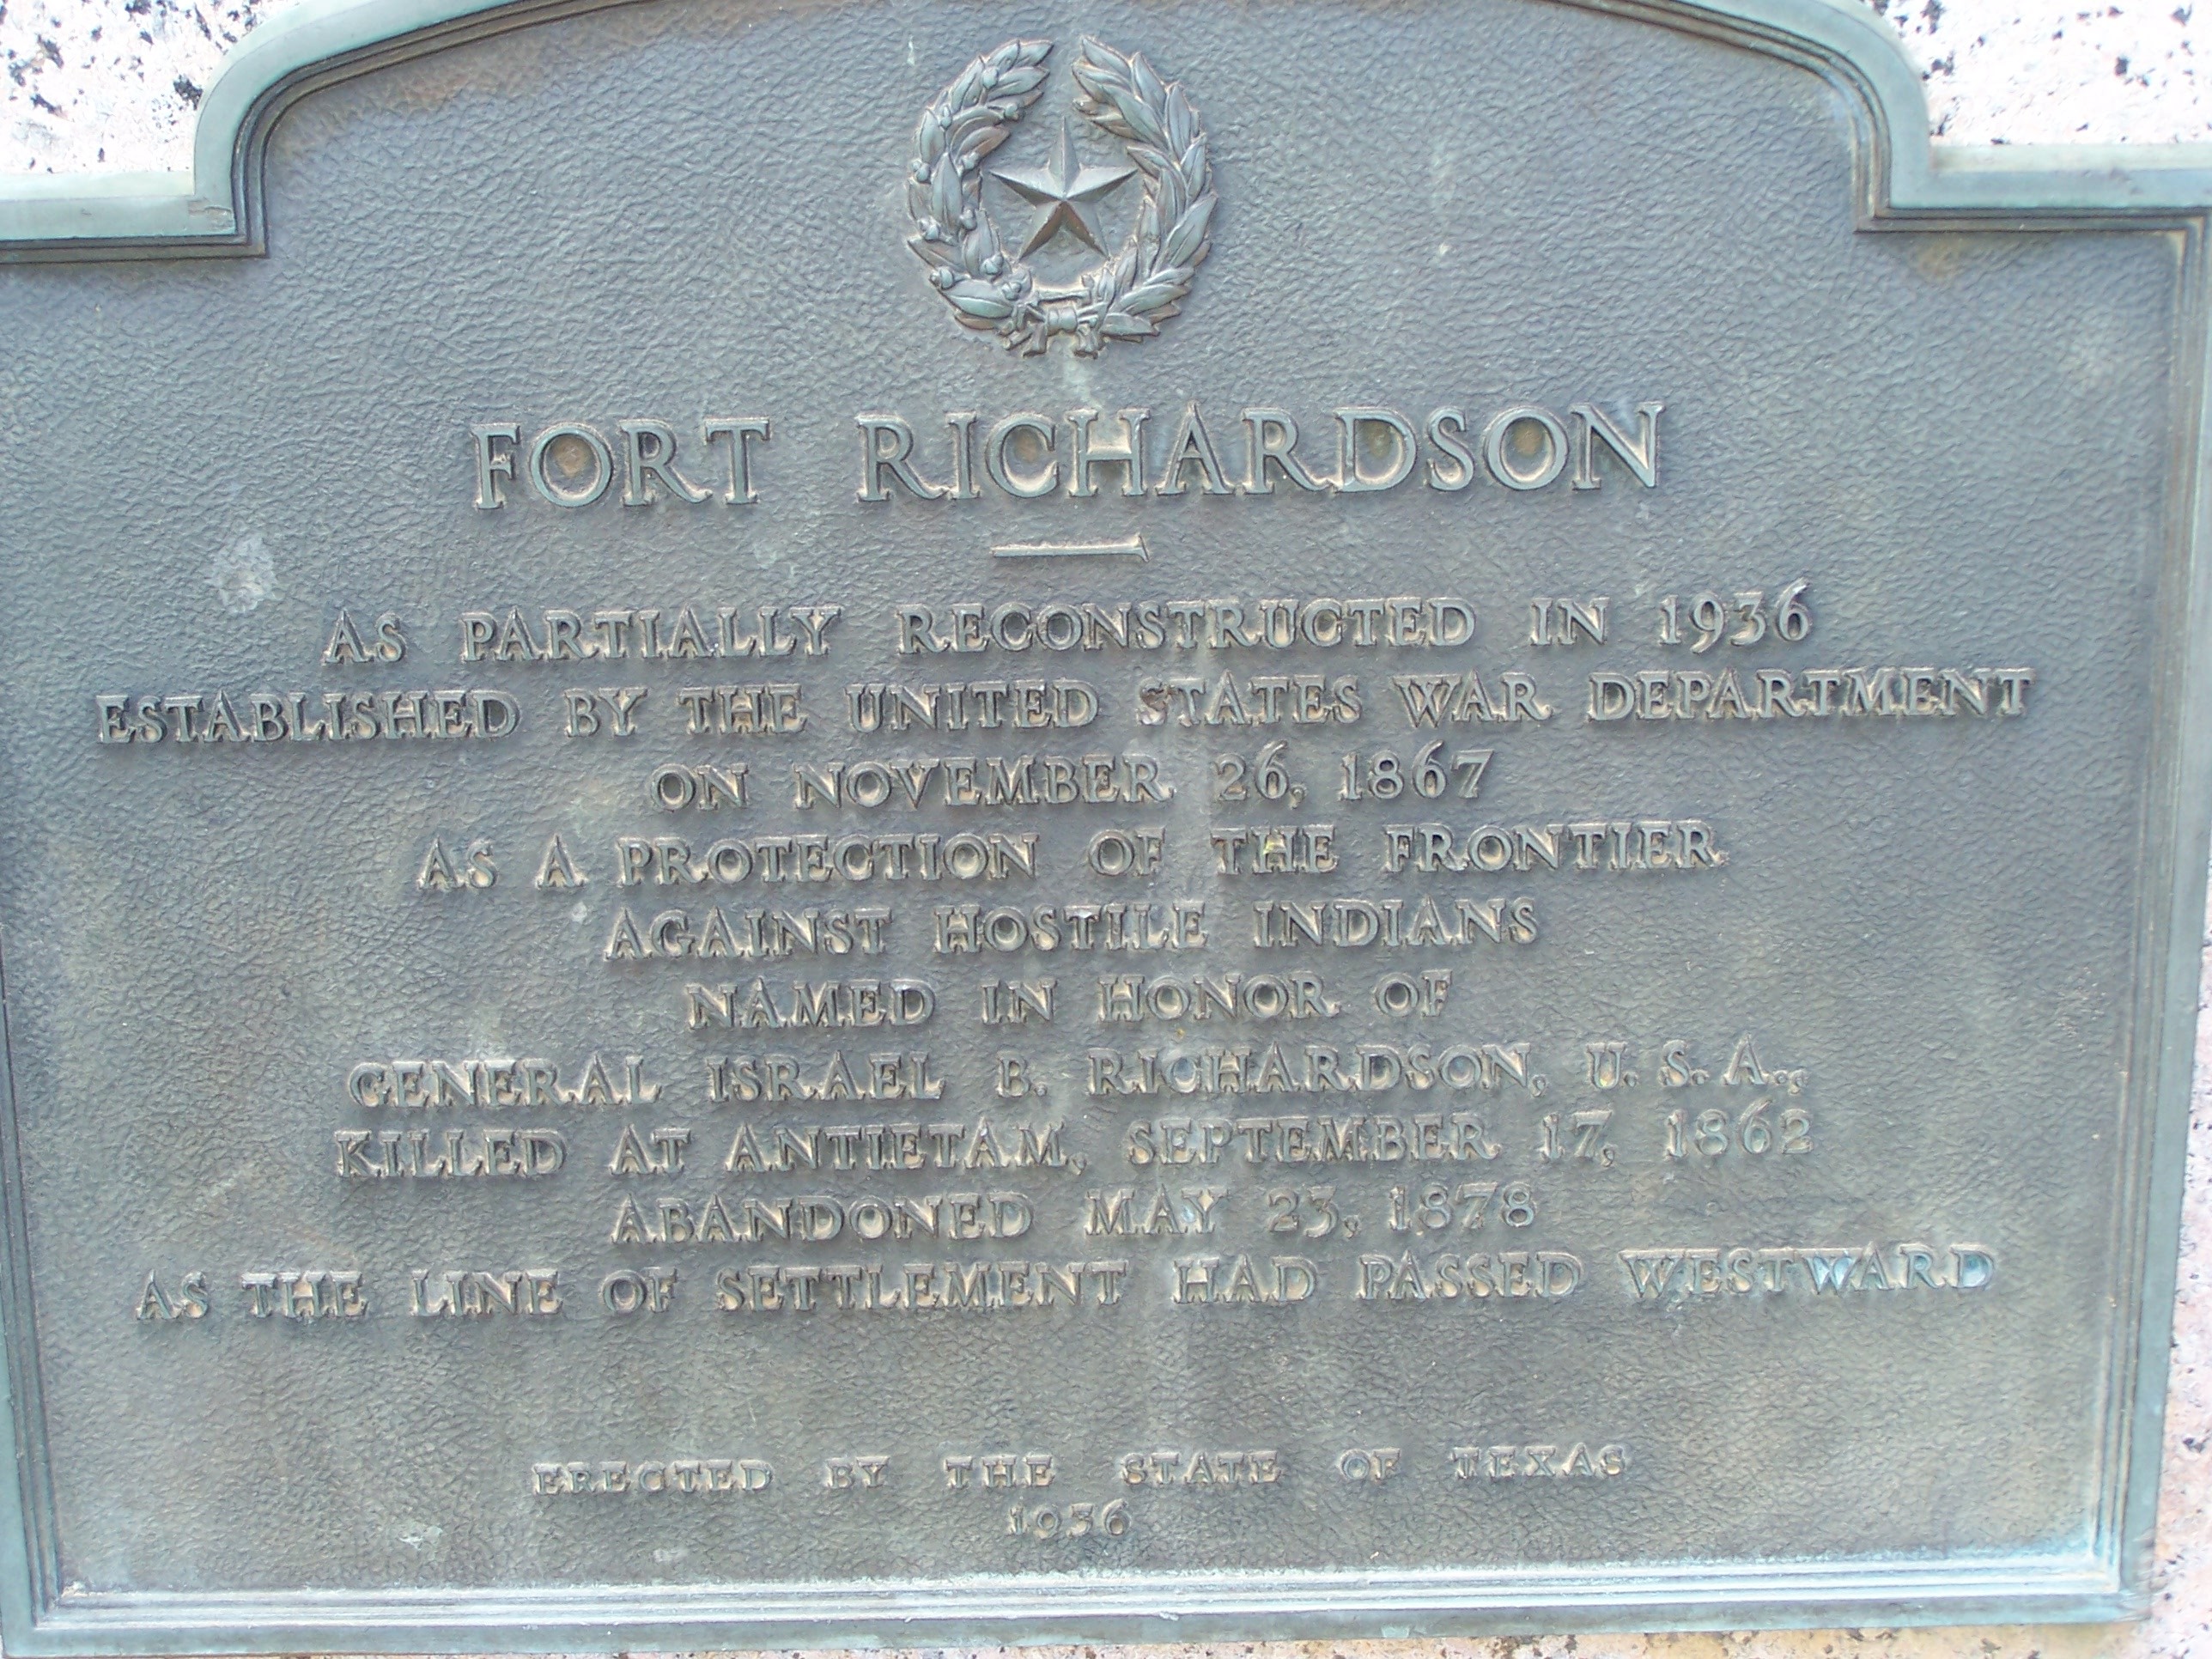 FORT RICHARDSON
AS PARTIALLY RECONSTRUCTED IN 1936
ESTABLISHED BY THE UNITED STATES WAR DEPARTMENT
ON NOVEMBER 26, 1867
AS A PROTECTION OF THE FRONTIER
AGAINST HOSTILE INDIANS
NAMED IN HONOR OF
GENERAL ISRAEL B. RICHARDSON, U. S. A.,
KILLED AT ANTIETAM, SEPTEMBER 17, 1862
ABANDONED MAY 23, 1878
AS THE LINE OF SETTLEMENT HAD PASSED WESTWARD
ERECTED BY THE STATE OF TEXAS
1936